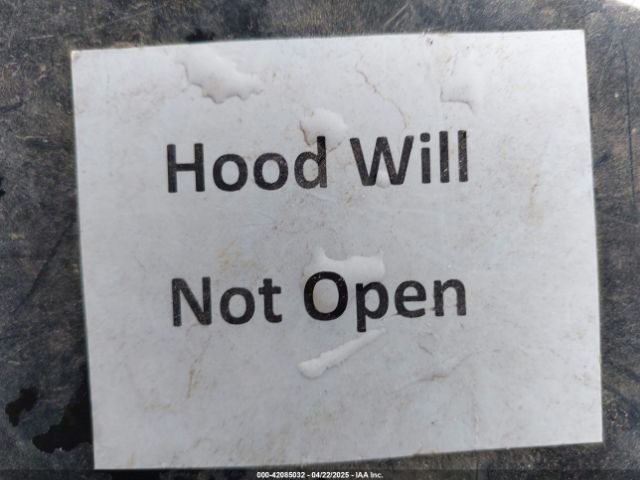 Hood Will
Not Open
000-42085032 - 04/22/2025 - IAA Inc.